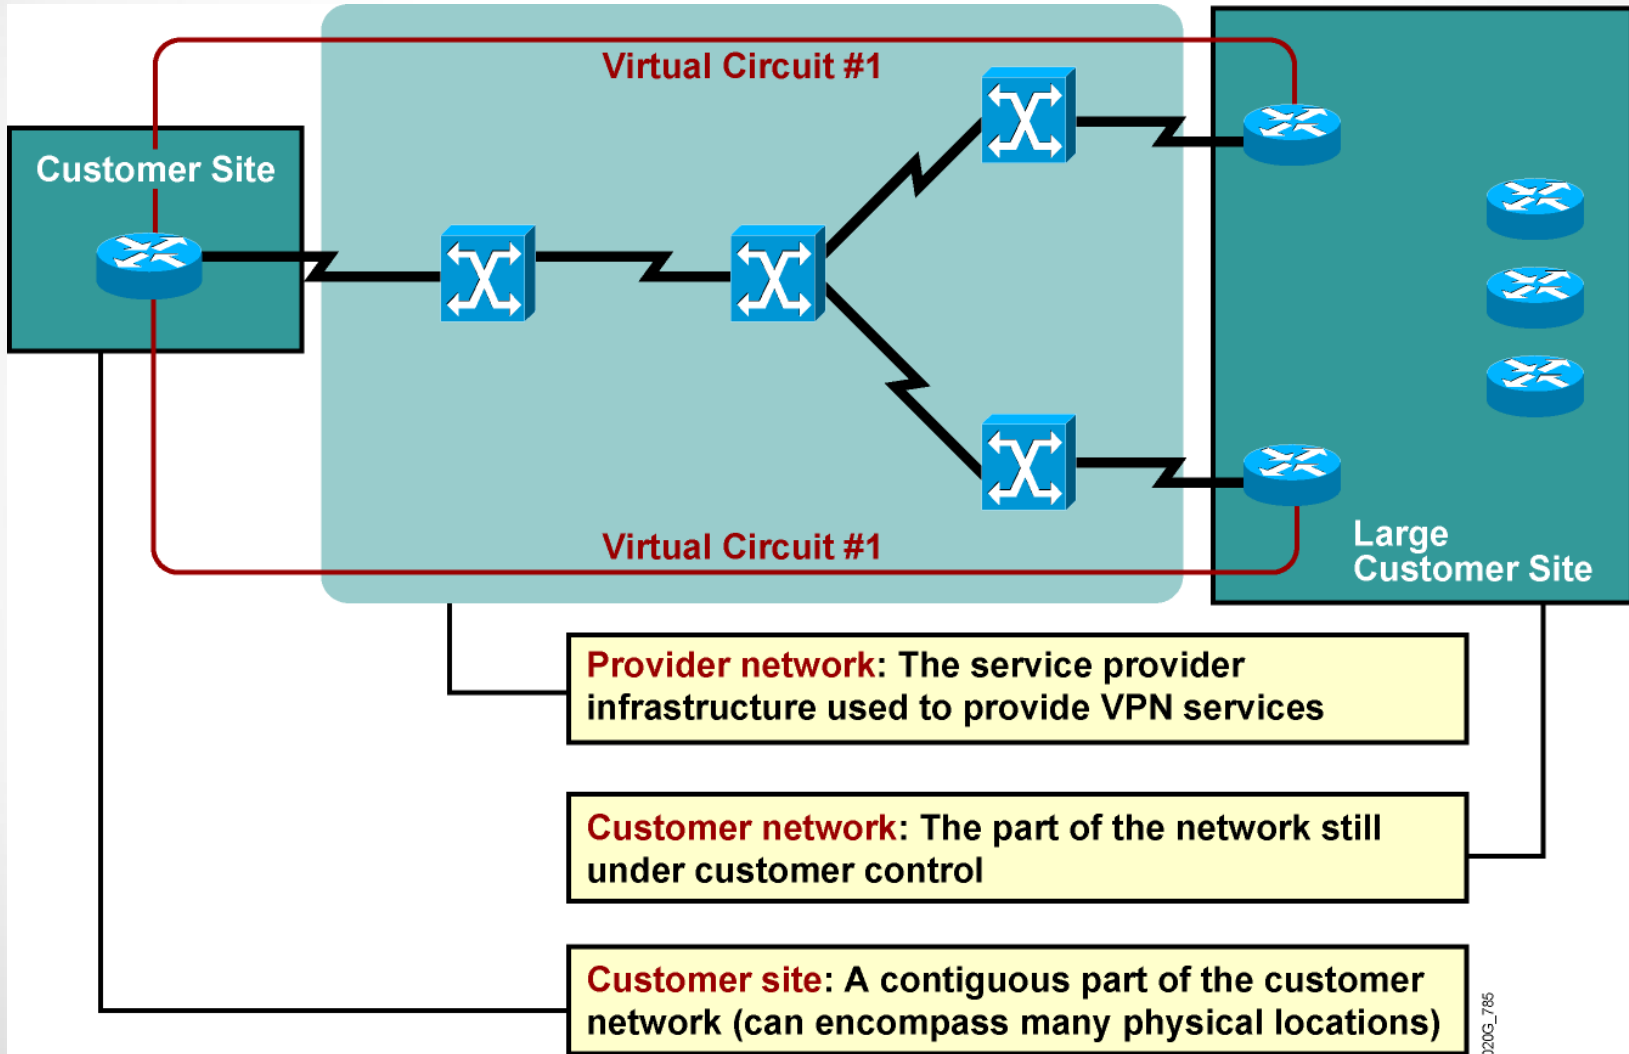 Virtual Circuit #1
Customer Site
Virtual Circuit #1
Large
Customer Site
Provider network: The service provider
infrastructure used to provide VPN services
Customer network: The part of the network still
under customer control
Customer site: A contiguous part of the customer
network (can encompass many physical locations)
020G_785